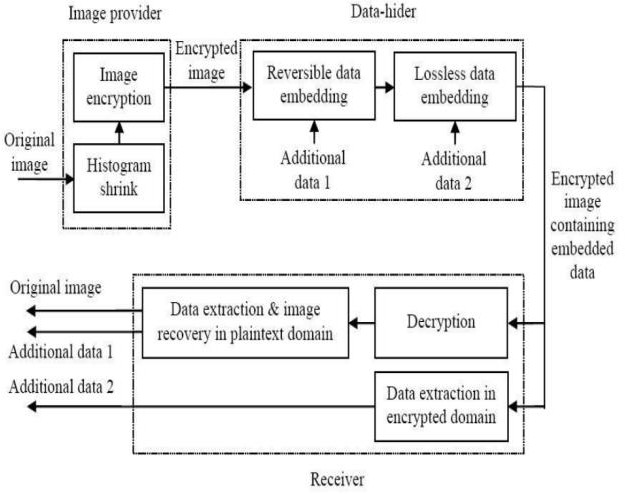 Image provider
Data-hider
Image
encryption
Encrypted
image
Reversible data
embedding
Lossless data
embedding
Original
image
Histogram
shrink
Additional
data 1
Additional
data 2
Encrypted
image
containing
embedded
data
Original image
Data extraction & image
recovery in plaintext domain
Decryption
Additional data 1
Additional data 2
Data extraction in
encrypted domain
Receiver